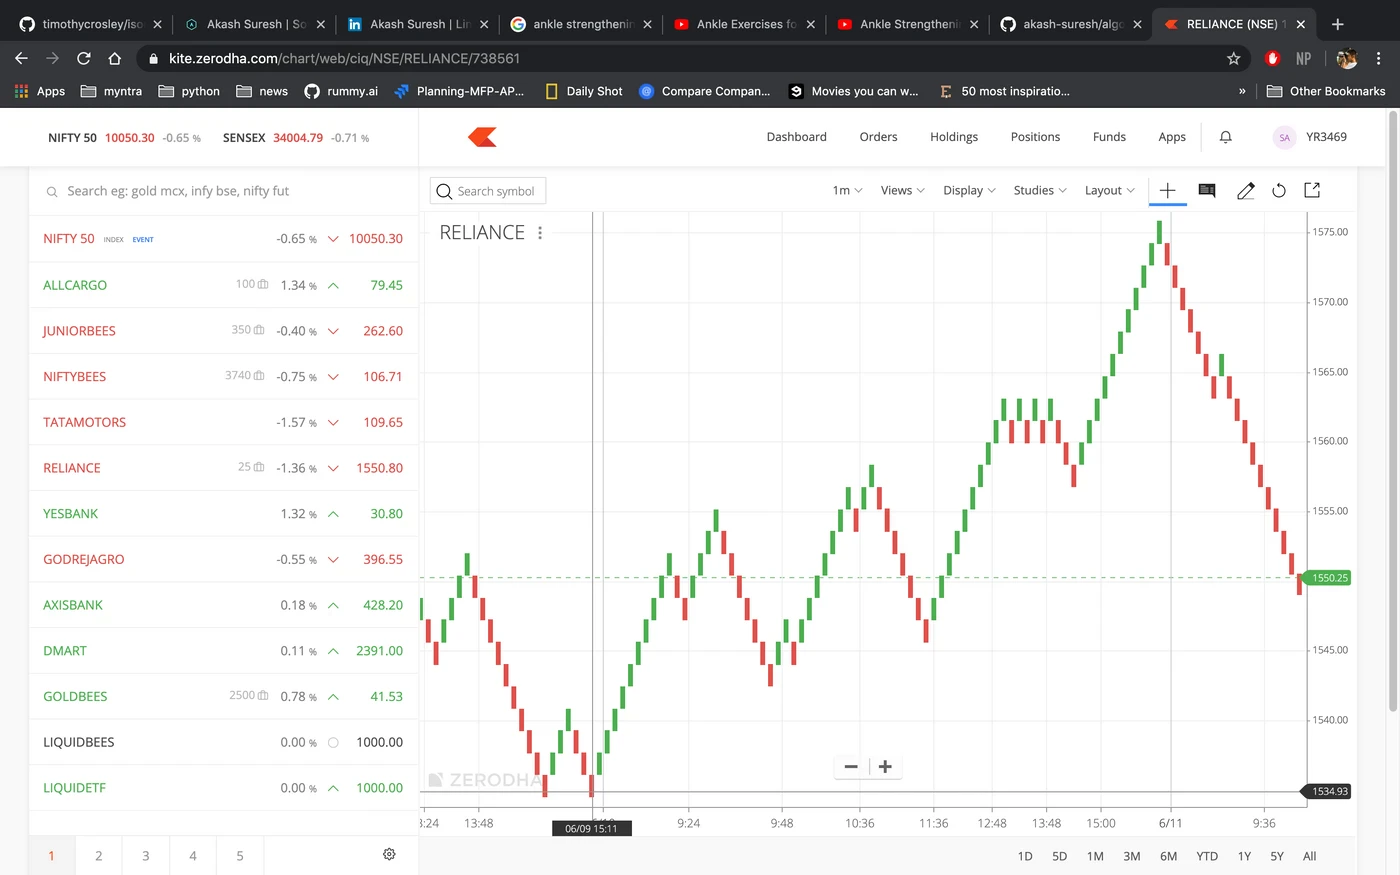 timothycrosley/iso
Akash Suresh | So
Akash Suresh | Lin
ankle strengthenin
Ankle Exercises fo
Ankle Strengthenin
akash-suresh/algo
RELIANCE (NSE) 1
kite.zerodha.com/chart/web/ciq/NSE/RELIANCE/738561
NP
Apps
myntra
python
news
rummy.ai
Planning-MFP-AP...
Daily Shot
Compare Compan...
Movies you can w...
50 most inspiratio...
»
Other Bookmarks
NIFTY 50 10050.30 -0.65 % SENSEX 34004.79 -0.71 %
Dashboard Orders Holdings Positions Funds Apps SA YR3469
Search eg: gold mcx, infy bse, nifty fut
NIFTY 50 INDEX EVENT -0.65 % 10050.30
ALLCARGO 100 1.34 % 79.45
JUNIORBEES 350 -0.40 % 262.60
NIFTYBEES 3740 -0.75 % 106.71
TATAMOTORS -1.57 % 109.65
RELIANCE 25 -1.36 % 1550.80
YESBANK 1.32 % 30.80
GODREJAGRO -0.55 % 396.55
AXISBANK 0.18 % 428.20
DMART 0.11 % 2391.00
GOLDBEES 2500 0.78 % 41.53
LIQUIDBEES 0.00 % 1000.00
LIQUIDETF 0.00 % 1000.00
1 2 3 4 5
Search symbol 1m Views Display Studies Layout
RELIANCE
1575.00
1570.00
1565.00
1560.00
1555.00
1550.25
1545.00
1540.00
1534.93
ZERODHA
3:24 13:48 9:24 9:48 10:36 11:36 12:48 13:48 15:00 6/11 9:36
06/09 15:11
1D 5D 1M 3M 6M YTD 1Y 5Y All